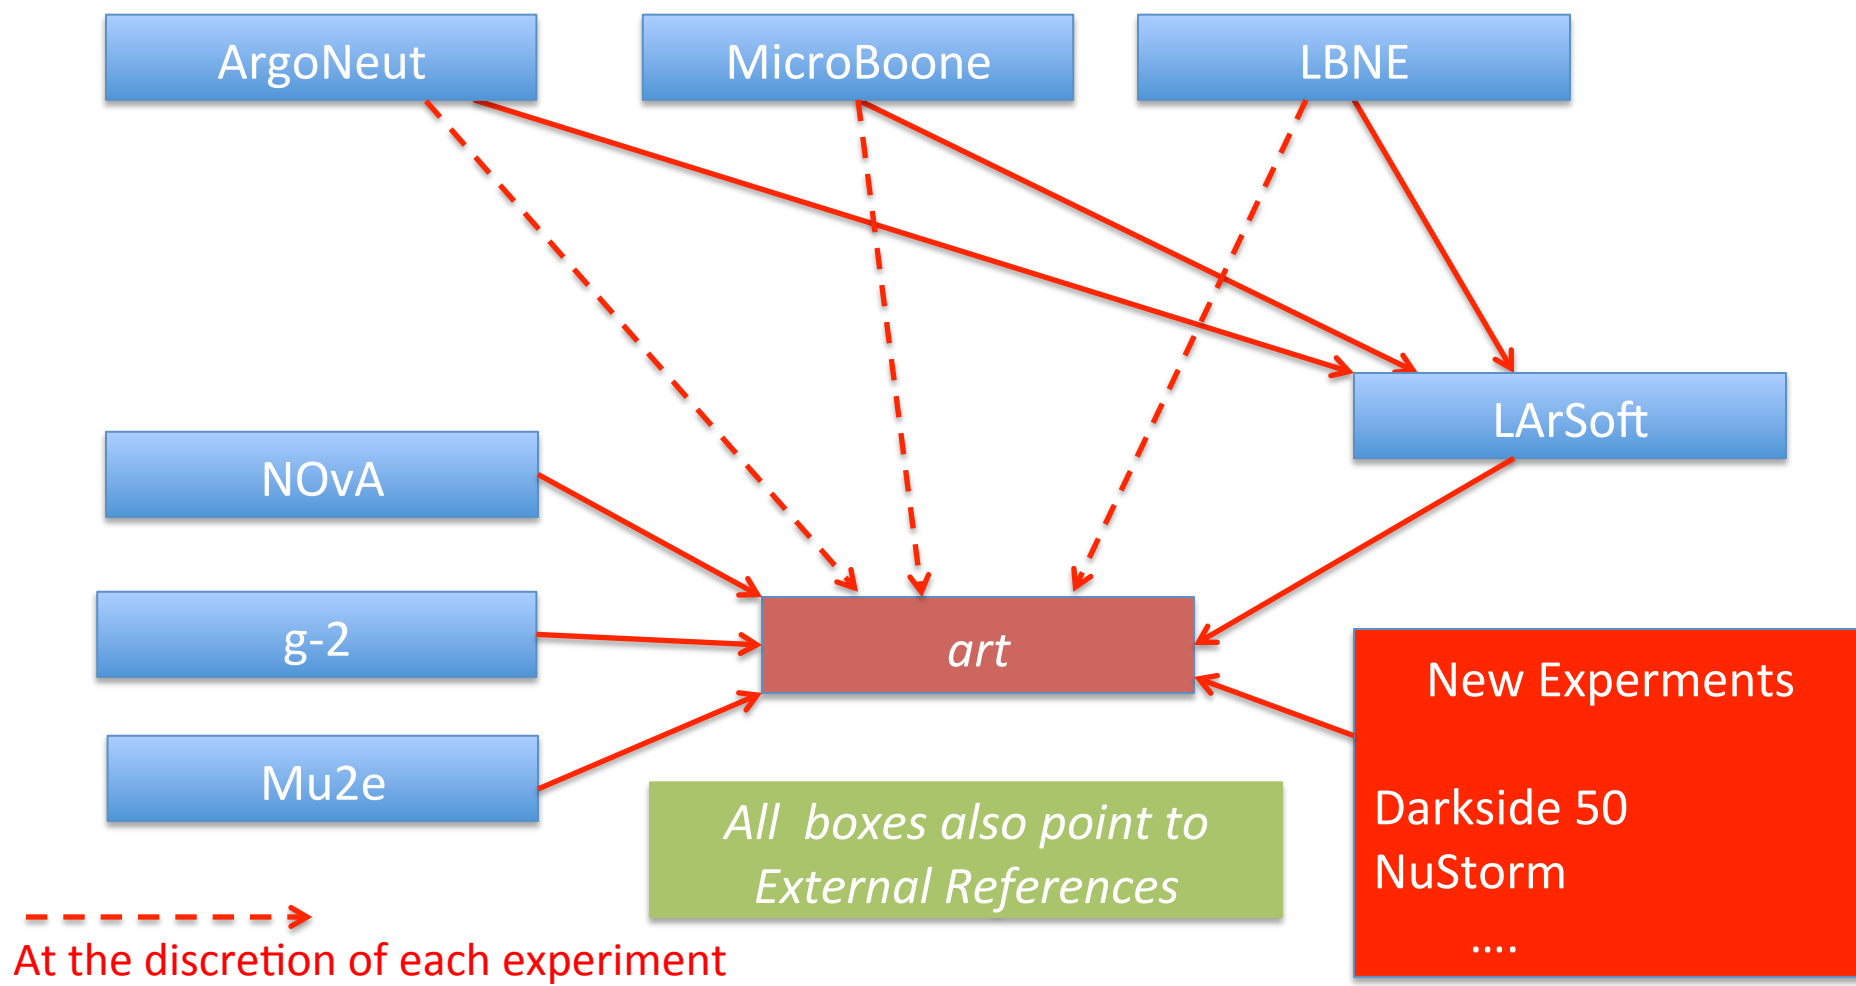 ArgoNeut
MicroBoone
LBNE
LArSoft
NOvA
g-2
art
Mu2e
New Experments
Darkside 50
NuStorm
....
All boxes also point to
External References
At the discretion of each experiment